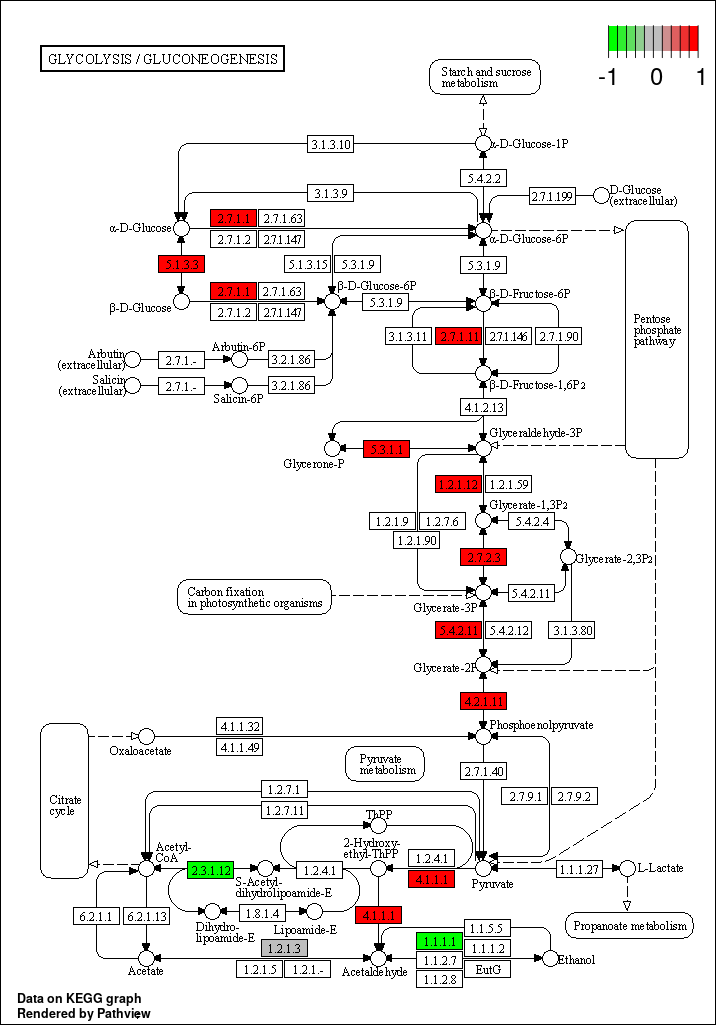 GLYCOLYSIS / GLUCONEOGENESIS
-1 0 1
Starch and sucrose
metabolism
3.1.3.10
α-D-Glucose-1P
5.4.2.2
3.1.3.9
2.7.1.199
D-Glucose
(extracellular)
2.7.1.1 2.7.1.63
α-D-Glucose
2.7.1.2 2.7.1.147
α-D-Glucose-6P
5.1.3.3
5.1.3.15 5.3.1.9
5.3.1.9
β-D-Glucose-6P
2.7.1.1 2.7.1.63
β-D-Glucose
2.7.1.2 2.7.1.147
5.3.1.9
β-D-Fructose-6P
Pentose
phosphate
pathway
3.1.3.11 2.7.1.11 2.7.1.146 2.7.1.90
Arbutin
(extracellular)
2.7.1.-
Arbutin-6P
3.2.1.86
Salicin
(extracellular)
2.7.1.-
Salicin-6P
3.2.1.86
β-D-Fructose-1,6P2
4.1.2.13
Glyceraldehyde-3P
5.3.1.1
Glycerone-P
1.2.1.12 1.2.1.59
Glycerate-1,3P2
1.2.1.9 1.2.7.6
1.2.1.90
5.4.2.4
2.7.2.3
Glycerate-2,3P2
Carbon fixation
in photosynthetic organisms
5.4.2.11
Glycerate-3P
5.4.2.11 5.4.2.12
3.1.3.80
Glycerate-2P
4.2.1.11
4.1.1.32
Oxaloacetate
4.1.1.49
Phosphoenolpyruvate
Pyruvate
metabolism
2.7.1.40
Citrate
cycle
1.2.7.1
1.2.7.11
2.7.9.1 2.7.9.2
ThPP
Acetyl-
CoA
2-Hydroxy-
ethyl-ThPP
2.3.1.12
S-Acetyl-
dihydrolipoamide-E
1.2.4.1
1.2.4.1
4.1.1.1
Pyruvate
1.1.1.27
L-Lactate
6.2.1.1 6.2.1.13
Dihydro-
lipoamide-E
1.8.1.4
Lipoamide-E
4.1.1.1
Propanoate metabolism
1.2.1.3
1.2.1.5 1.2.1.-
Acetate
Acetaldehyde
1.1.5.5
1.1.1.1 1.1.1.2
1.1.2.7 EutG
1.1.2.8
Ethanol
Data on KEGG graph
Rendered by Pathview